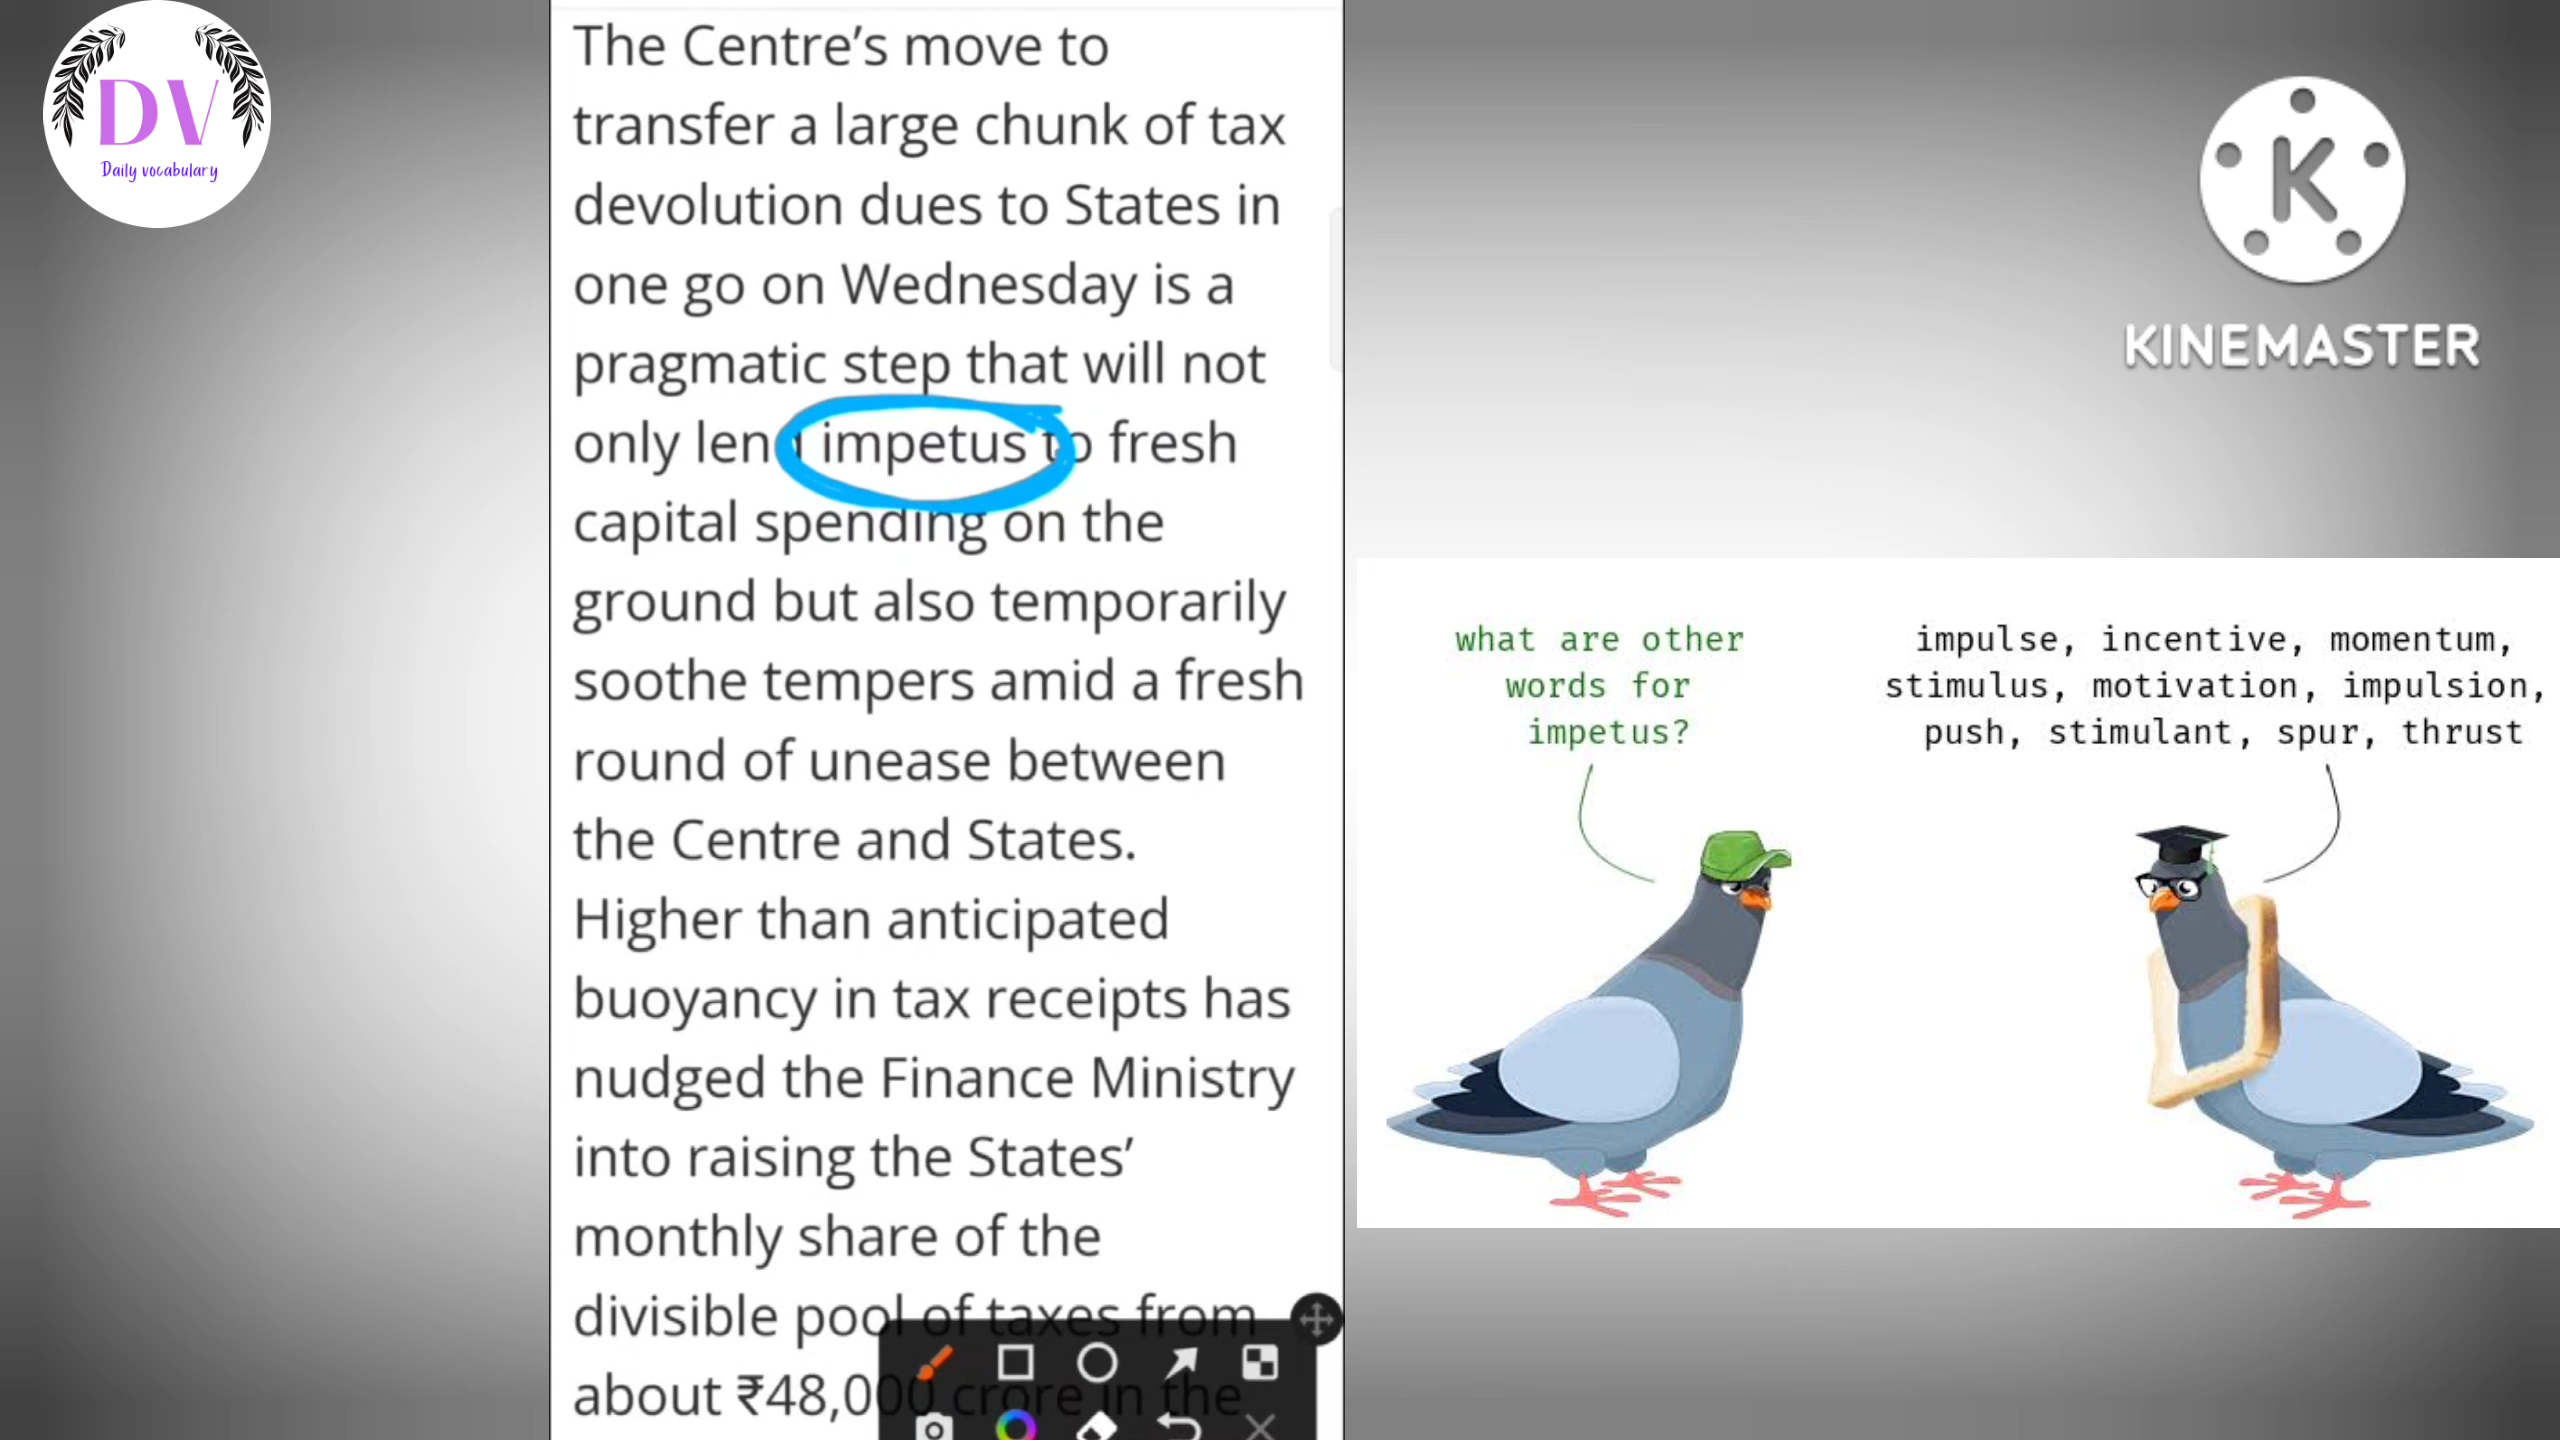 DV
Daily vocabulary
The Centre’s move to
transfer a large chunk of tax
devolution dues to States in
one go on Wednesday is a
pragmatic step that will not
only lend impetus to fresh
capital spending on the
ground but also temporarily
soothe tempers amid a fresh
round of unease between
the Centre and States.
Higher than anticipated
buoyancy in tax receipts has
nudged the Finance Ministry
into raising the States’
monthly share of the
divisible pool of taxes from
about ₹48,000 crore in the
K
KINEMASTER
what are other
words for
impetus?
impulse, incentive, momentum,
stimulus, motivation, impulsion,
push, stimulant, spur, thrust